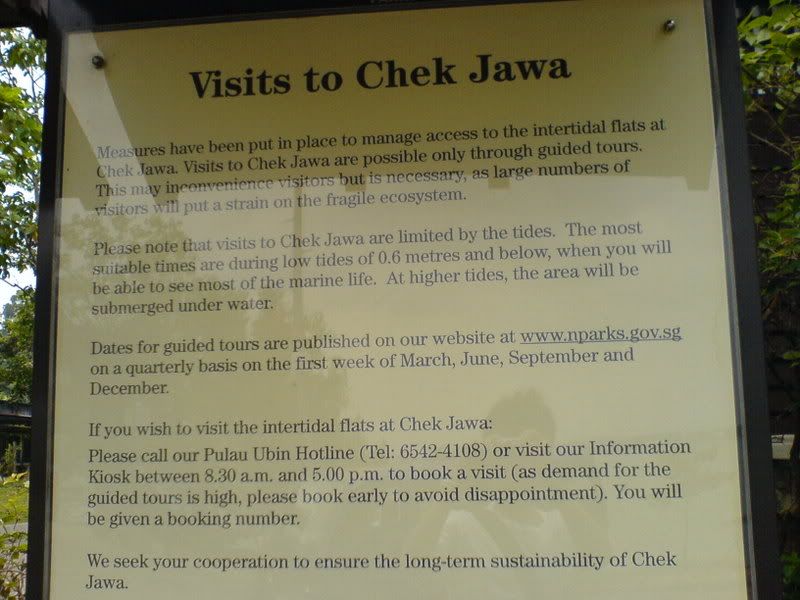 Visits to Chek Jawa
Measures have been put in place to manage access to the intertidal flats at
Chek Jawa. Visits to Chek Jawa are possible only through guided tours.
This may inconvenience visitors but is necessary, as large numbers of
visitors will put a strain on the fragile ecosystem.
Please note that visits to Chek Jawa are limited by the tides. The most
suitable times are during low tides of 0.6 metres and below, when you will
be able to see most of the marine life. At higher tides, the area will be
submerged under water.
Dates for guided tours are published on our website at www.nparks.gov.sg
on a quarterly basis on the first week of March, June, September and
December.
If you wish to visit the intertidal flats at Chek Jawa:
Please call our Pulau Ubin Hotline (Tel: 6542-4108) or visit our Information
Kiosk between 8.30 a.m. and 5.00 p.m. to book a visit (as demand for the
guided tours is high, please book early to avoid disappointment). You will
be given a booking number.
We seek your cooperation to ensure the long-term sustainability of Chek
Jawa.